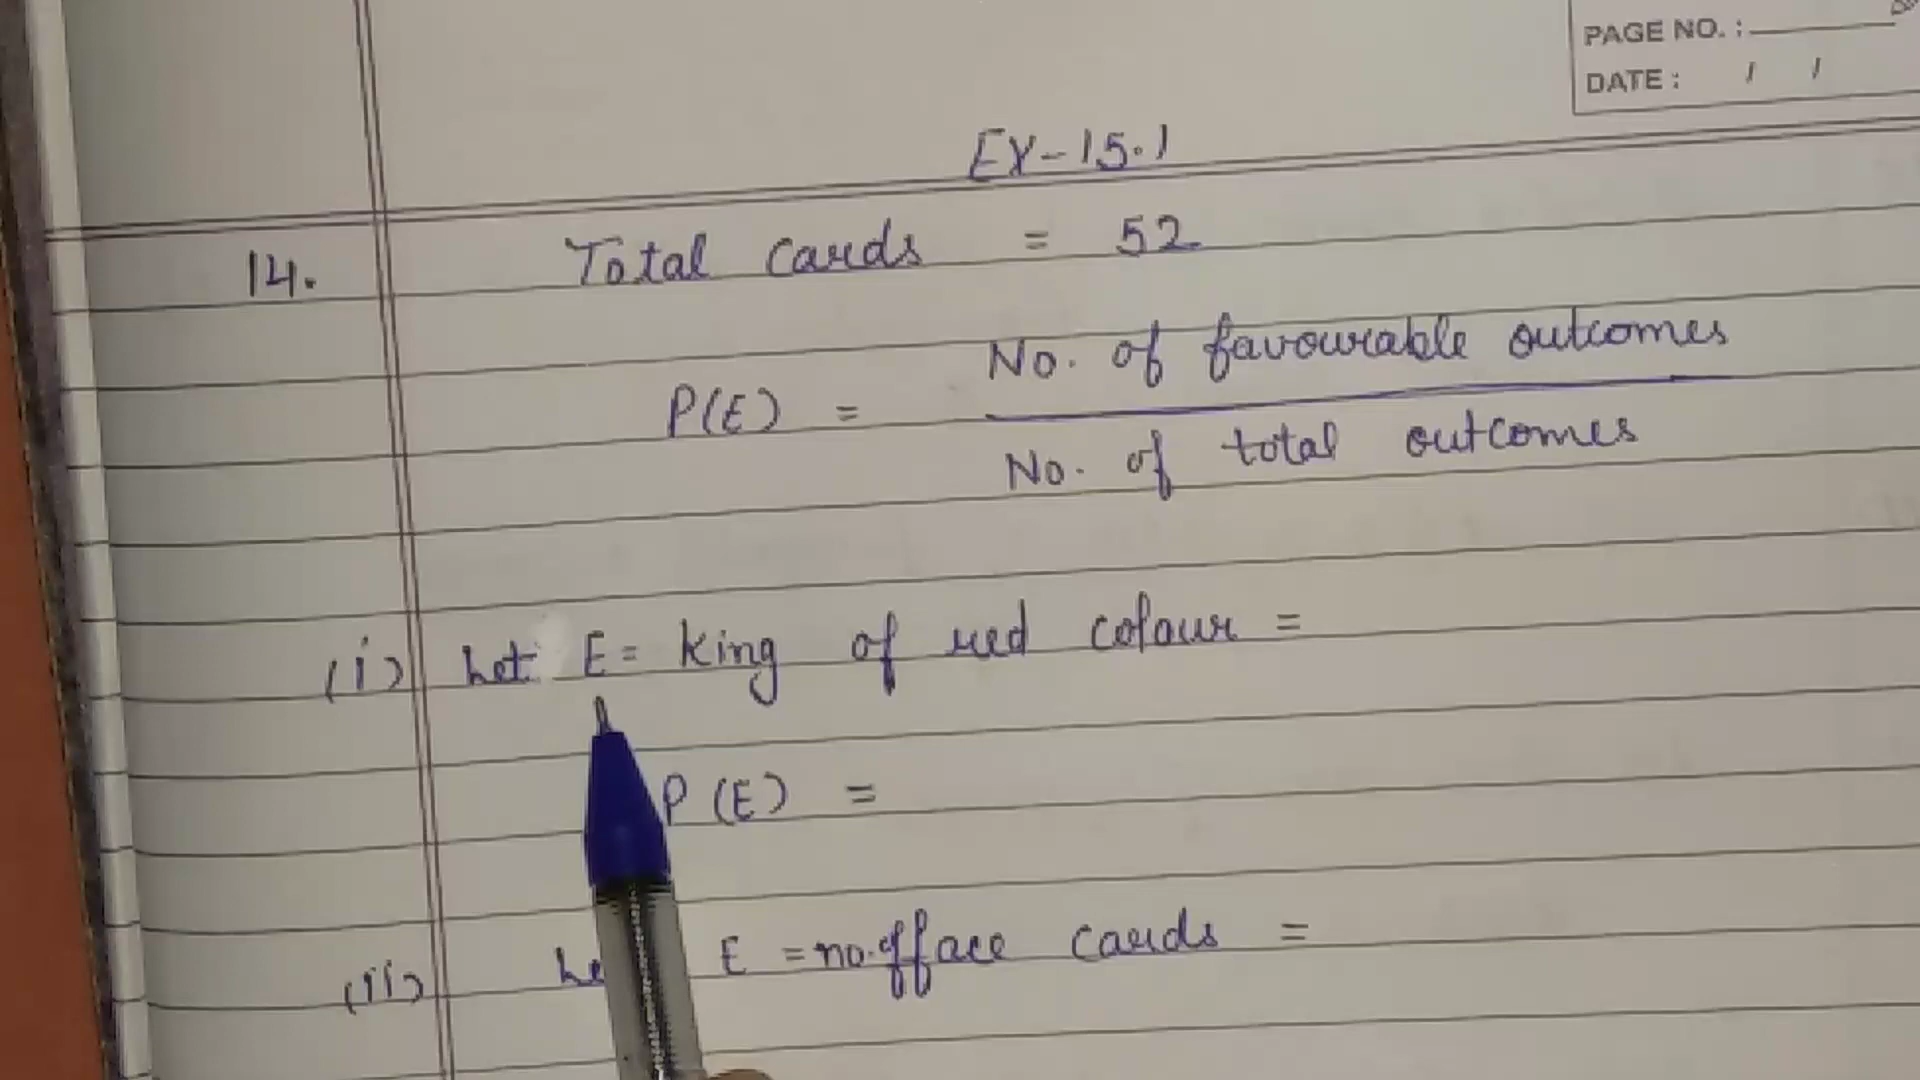 PAGE NO. :
DATE : / /
EX-15.1
14. Total cards = 52
No. of favourable outcomes
P(E) =
No. of total outcomes
(i) Let E = king of red colour =
P(E) =
(ii) E = no. of face cards =